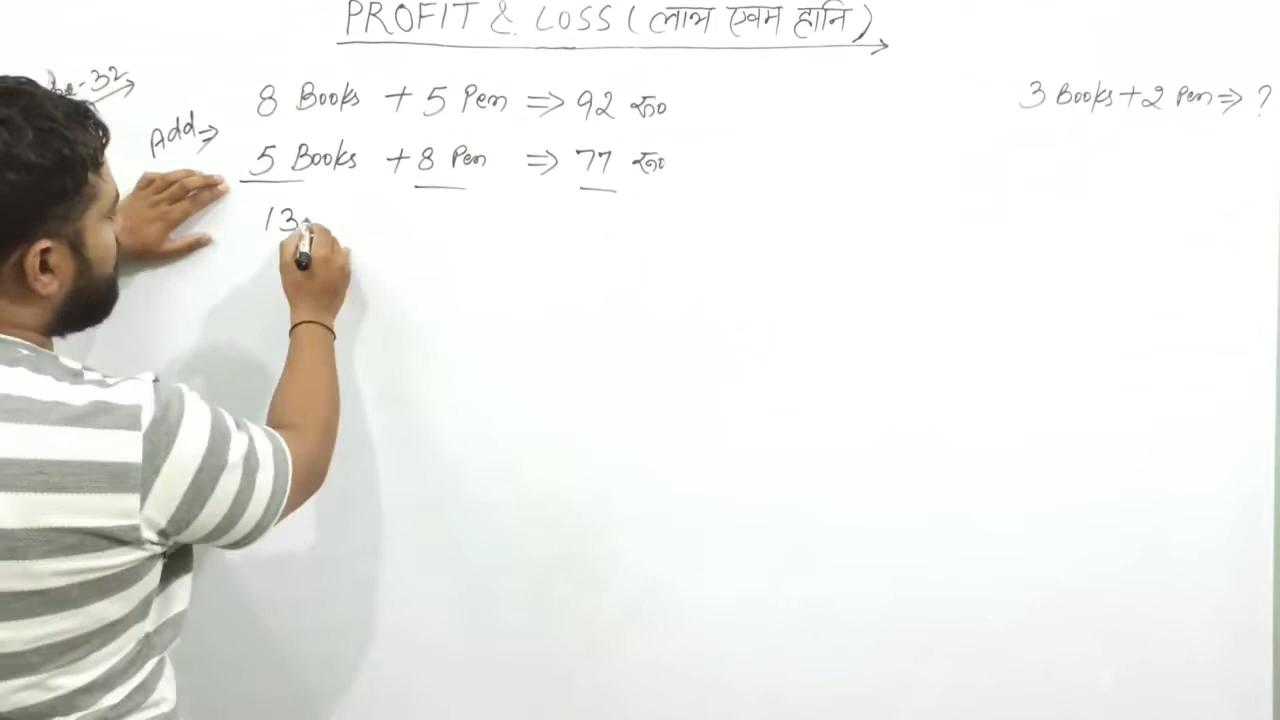 PROFIT & LOSS (लाभ एवम हानि)
-32
8 Books + 5 Pen ⇒ 92 रु०
3 Books + 2 Pen ⇒ ?
Add ⇒
5 Books + 8 Pen ⇒ 77 रु०
13